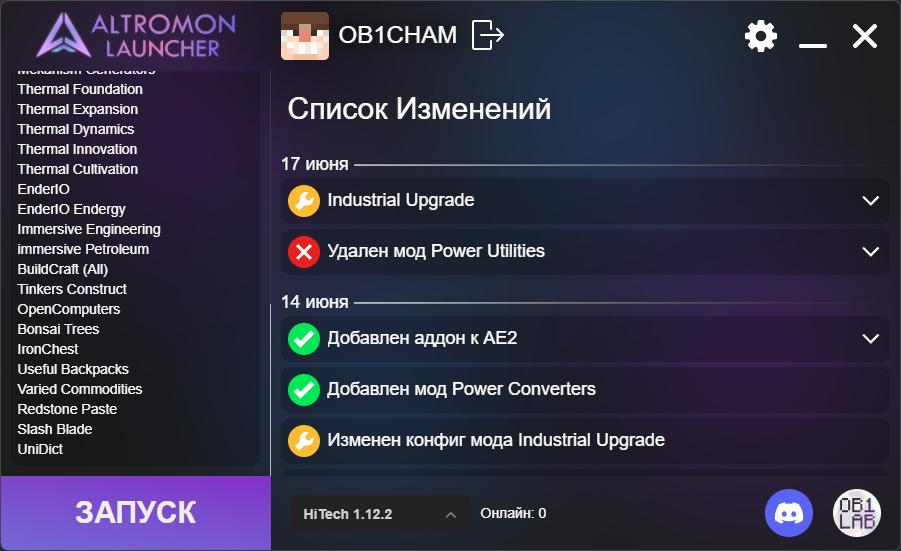 ALTROMON
LAUNCHER
OB1CHAM
Mekanism Generators
Thermal Foundation
Thermal Expansion
Thermal Dynamics
Thermal Innovation
Thermal Cultivation
EnderIO
EnderIO Endergy
Immersive Engineering
immersive Petroleum
BuildCraft (All)
Tinkers Construct
OpenComputers
Bonsai Trees
IronChest
Useful Backpacks
Varied Commodities
Redstone Paste
Slash Blade
UniDict
ЗАПУСК
Список Изменений
17 июня
Industrial Upgrade
Удален мод Power Utilities
14 июня
Добавлен аддон к AE2
Добавлен мод Power Converters
Изменен конфиг мода Industrial Upgrade
HiTech 1.12.2
Онлайн: 0
OB1
LAB